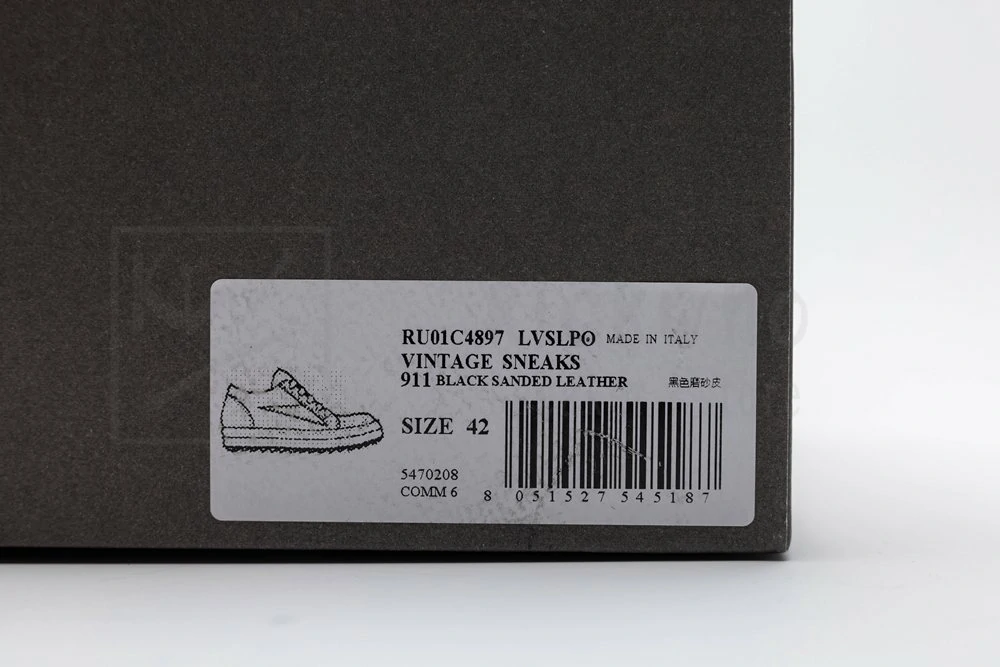 RU01C4897 LVSLPO MADE IN ITALY
VINTAGE SNEAKS
911 BLACK SANDED LEATHER 黑色磨砂皮
SIZE 42
5470208
COMM 6
8 051527 545187